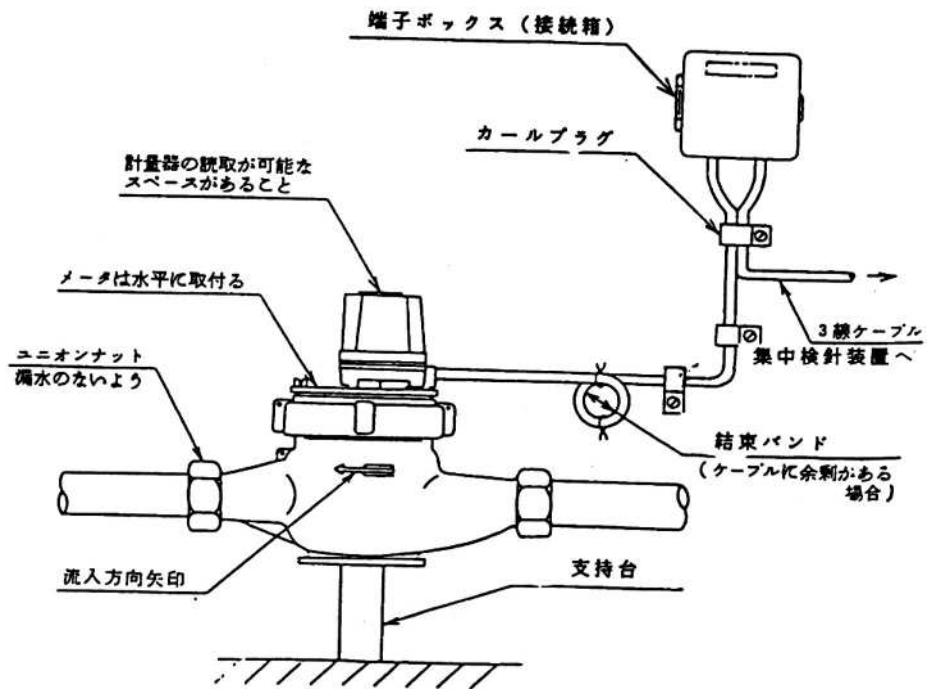 端子ボックス（接続箱）
カールプラグ
計量器の読取が可能な
スペースがあること
メータは水平に取付る
ユニオンナット
漏水のないよう
3線ケーブル
集中検針装置へ
結束バンド
（ケーブルに余剰がある
場合）
流入方向矢印
支持台